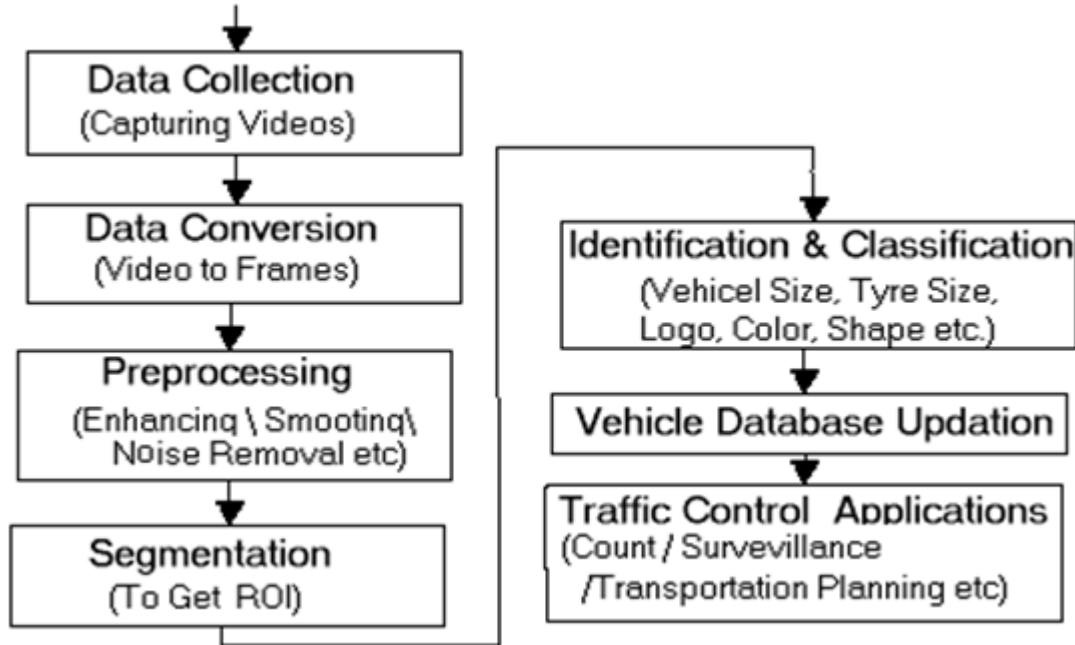 Data Collection
(Capturing Videos)
Data Conversion
(Video to Frames)
Preprocessing
(Enhancing \ Smooting\
Noise Removal etc)
Segmentation
(To Get ROI)
Identification & Classification
(Vehicel Size, Tyre Size,
Logo, Color, Shape etc.)
Vehicle Database Updation
Traffic Control Applications
(Count / Survevillance
/Transportation Planning etc)